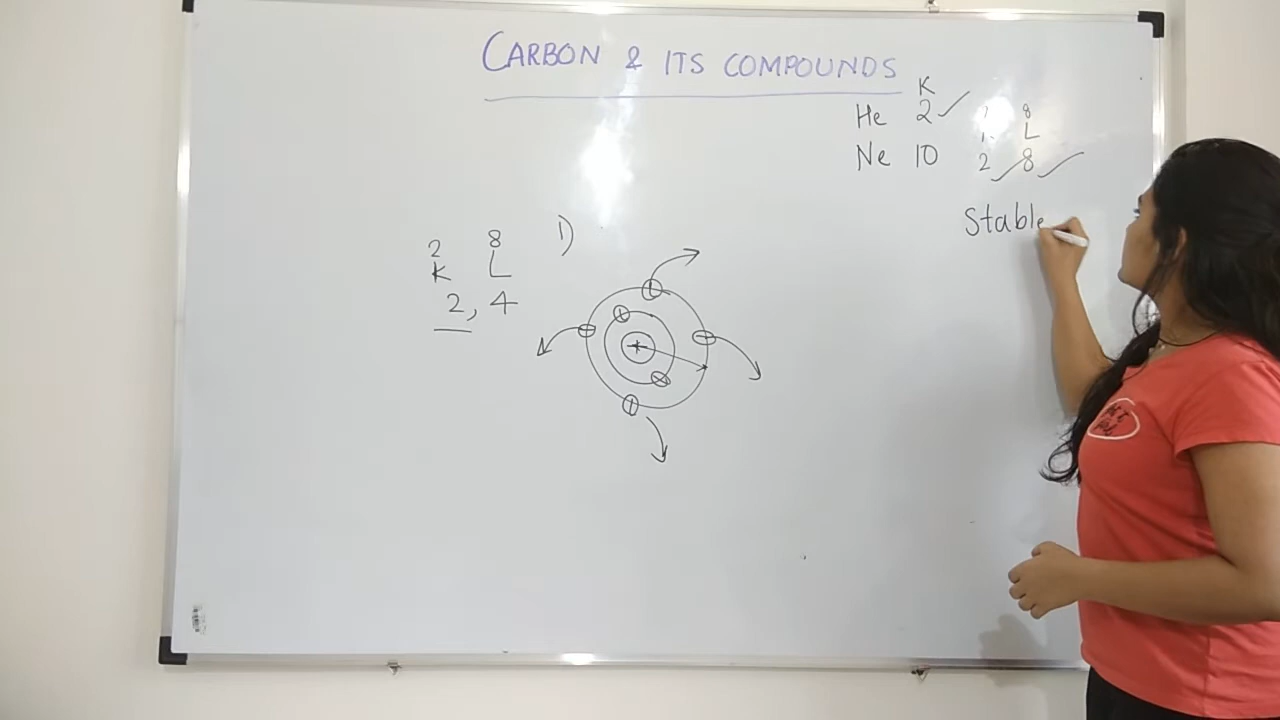 CARBON & ITS COMPOUNDS
K
He 2 8
L
Ne 10 2 8
Stable
2 8 1)
K L
2, 4
+